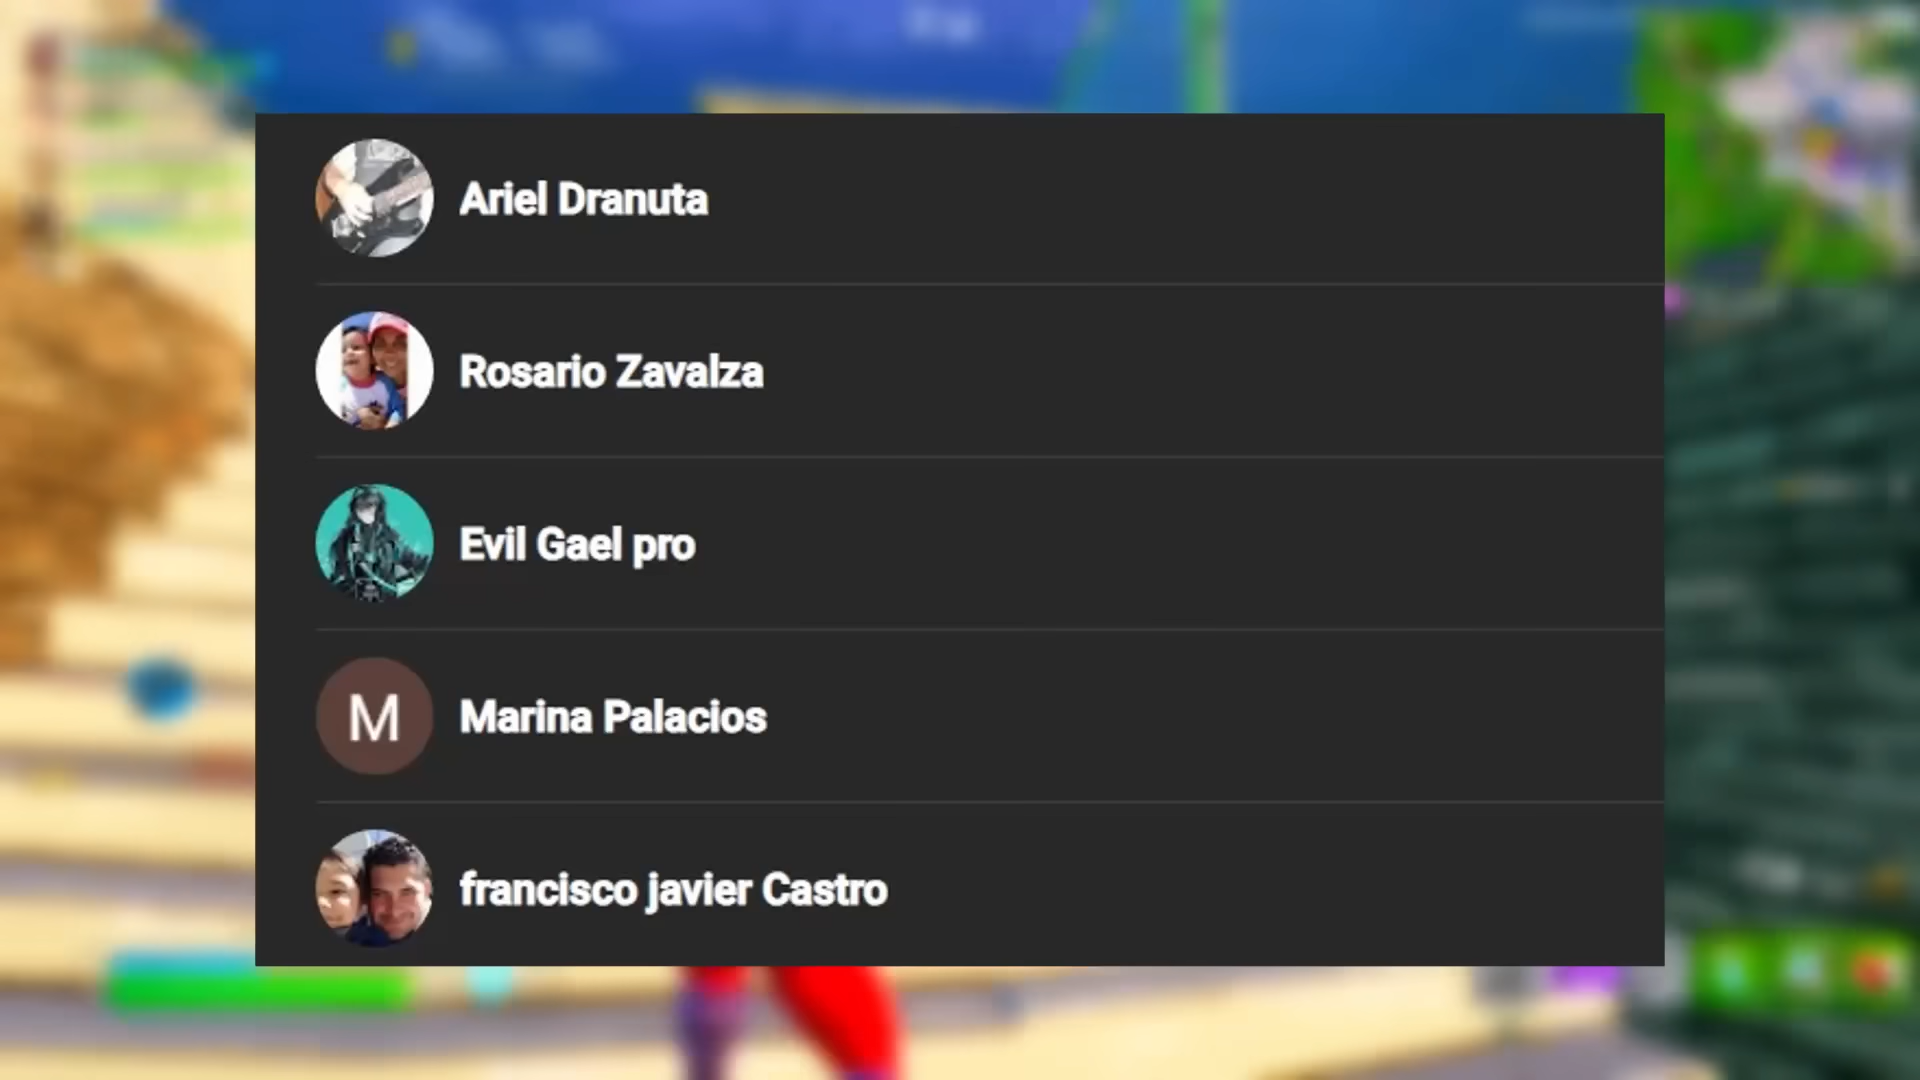 Ariel Dranuta
Rosario Zavalza
Evil Gael pro
M
Marina Palacios
francisco javier Castro